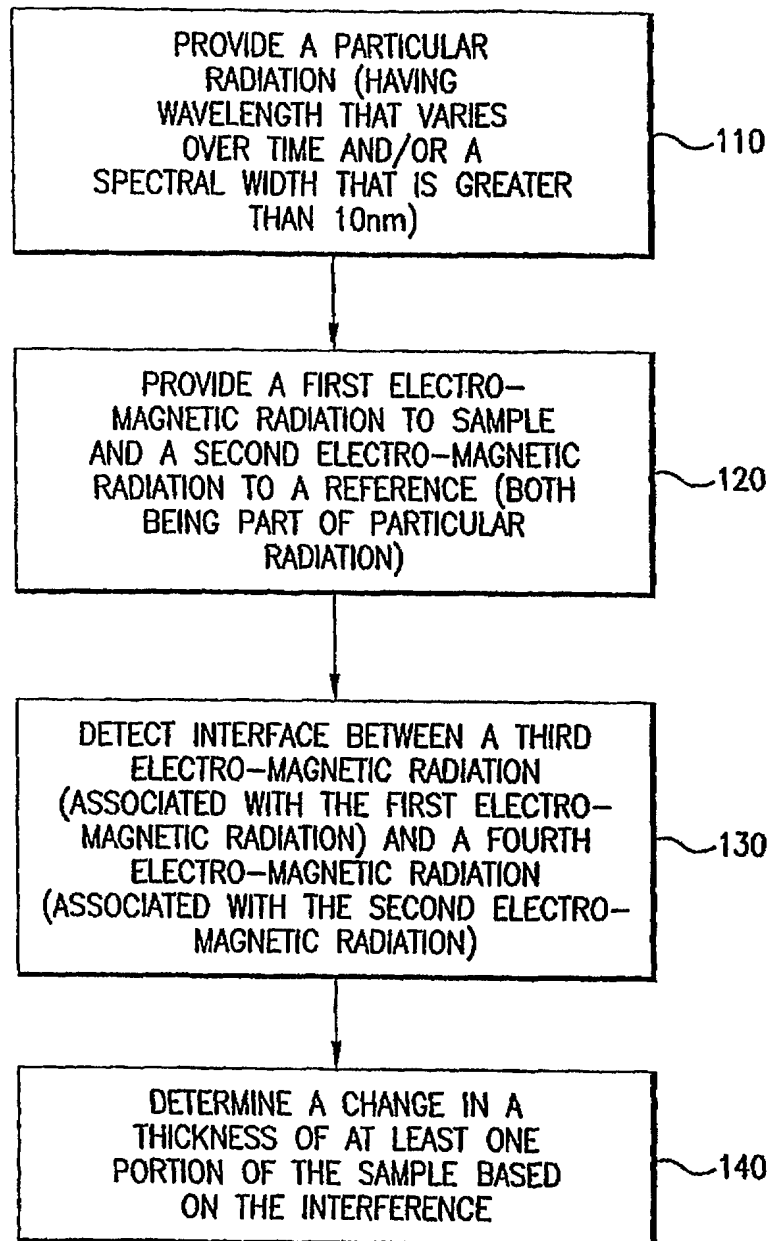 PROVIDE A PARTICULAR
RADIATION (HAVING
WAVELENGTH THAT VARIES
OVER TIME AND/OR A
SPECTRAL WIDTH THAT IS GREATER
THAN 10nm)
110
PROVIDE A FIRST ELECTRO-
MAGNETIC RADIATION TO SAMPLE
AND A SECOND ELECTRO-MAGNETIC
RADIATION TO A REFERENCE (BOTH
BEING PART OF PARTICULAR
RADIATION)
120
DETECT INTERFACE BETWEEN A THIRD
ELECTRO-MAGNETIC RADIATION
(ASSOCIATED WITH THE FIRST ELECTRO-
MAGNETIC RADIATION) AND A FOURTH
ELECTRO-MAGNETIC RADIATION
(ASSOCIATED WITH THE SECOND ELECTRO-
MAGNETIC RADIATION)
130
DETERMINE A CHANGE IN A
THICKNESS OF AT LEAST ONE
PORTION OF THE SAMPLE BASED
ON THE INTERFERENCE
140